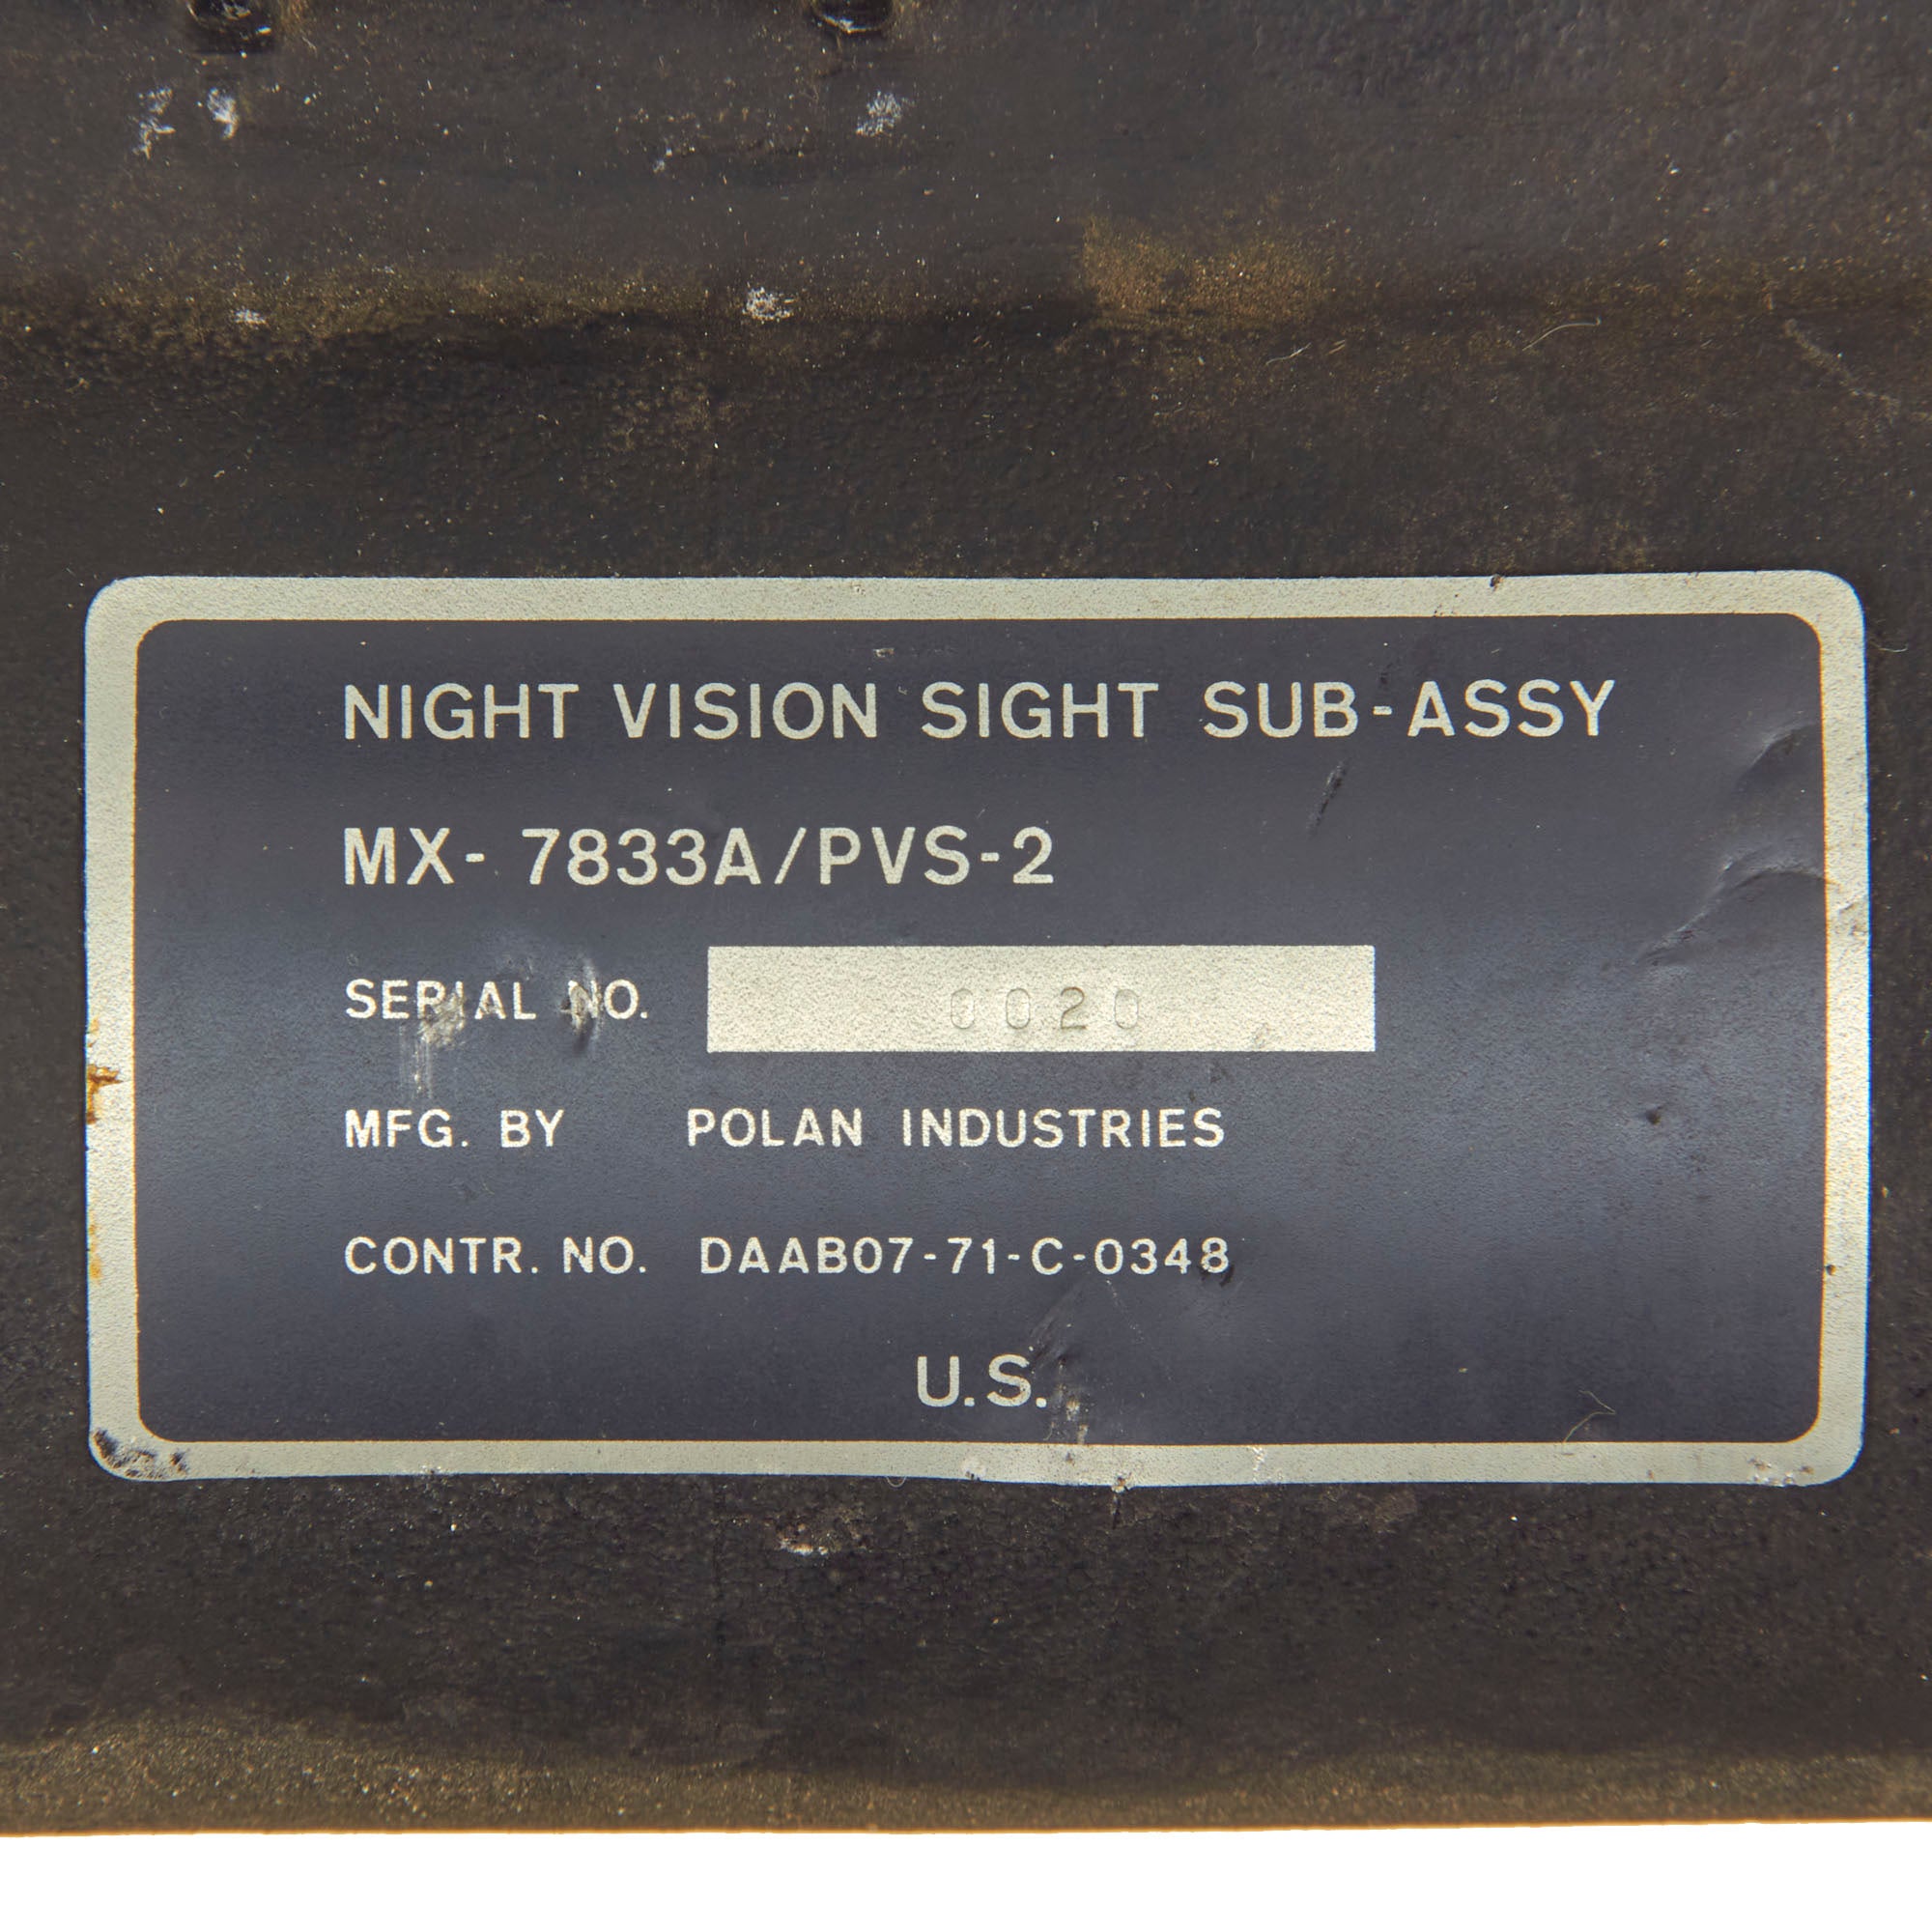 NIGHT VISION SIGHT SUB-ASSY
MX- 7833A/PVS-2
SERIAL NO. 0020
MFG. BY POLAN INDUSTRIES
CONTR. NO. DAAB07-71-C-0348
U.S.